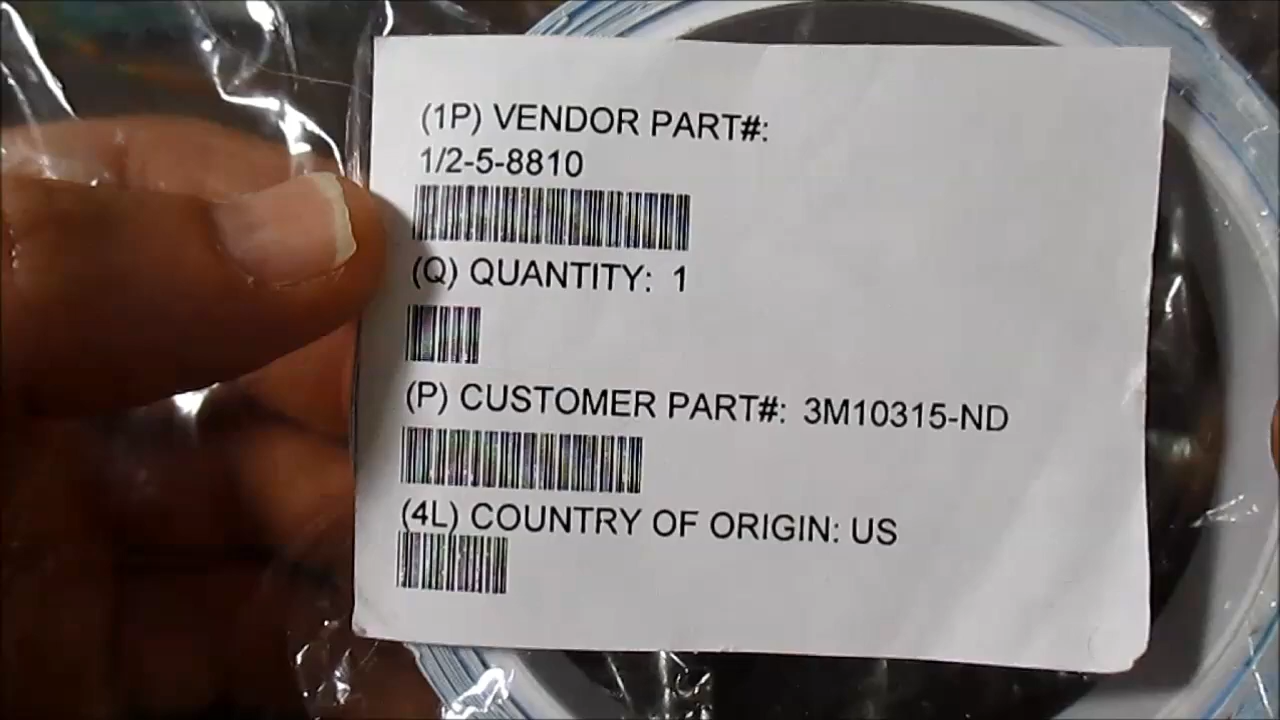 (1P) VENDOR PART#:
1/2-5-8810
(Q) QUANTITY: 1
(P) CUSTOMER PART#: 3M10315-ND
(4L) COUNTRY OF ORIGIN: US